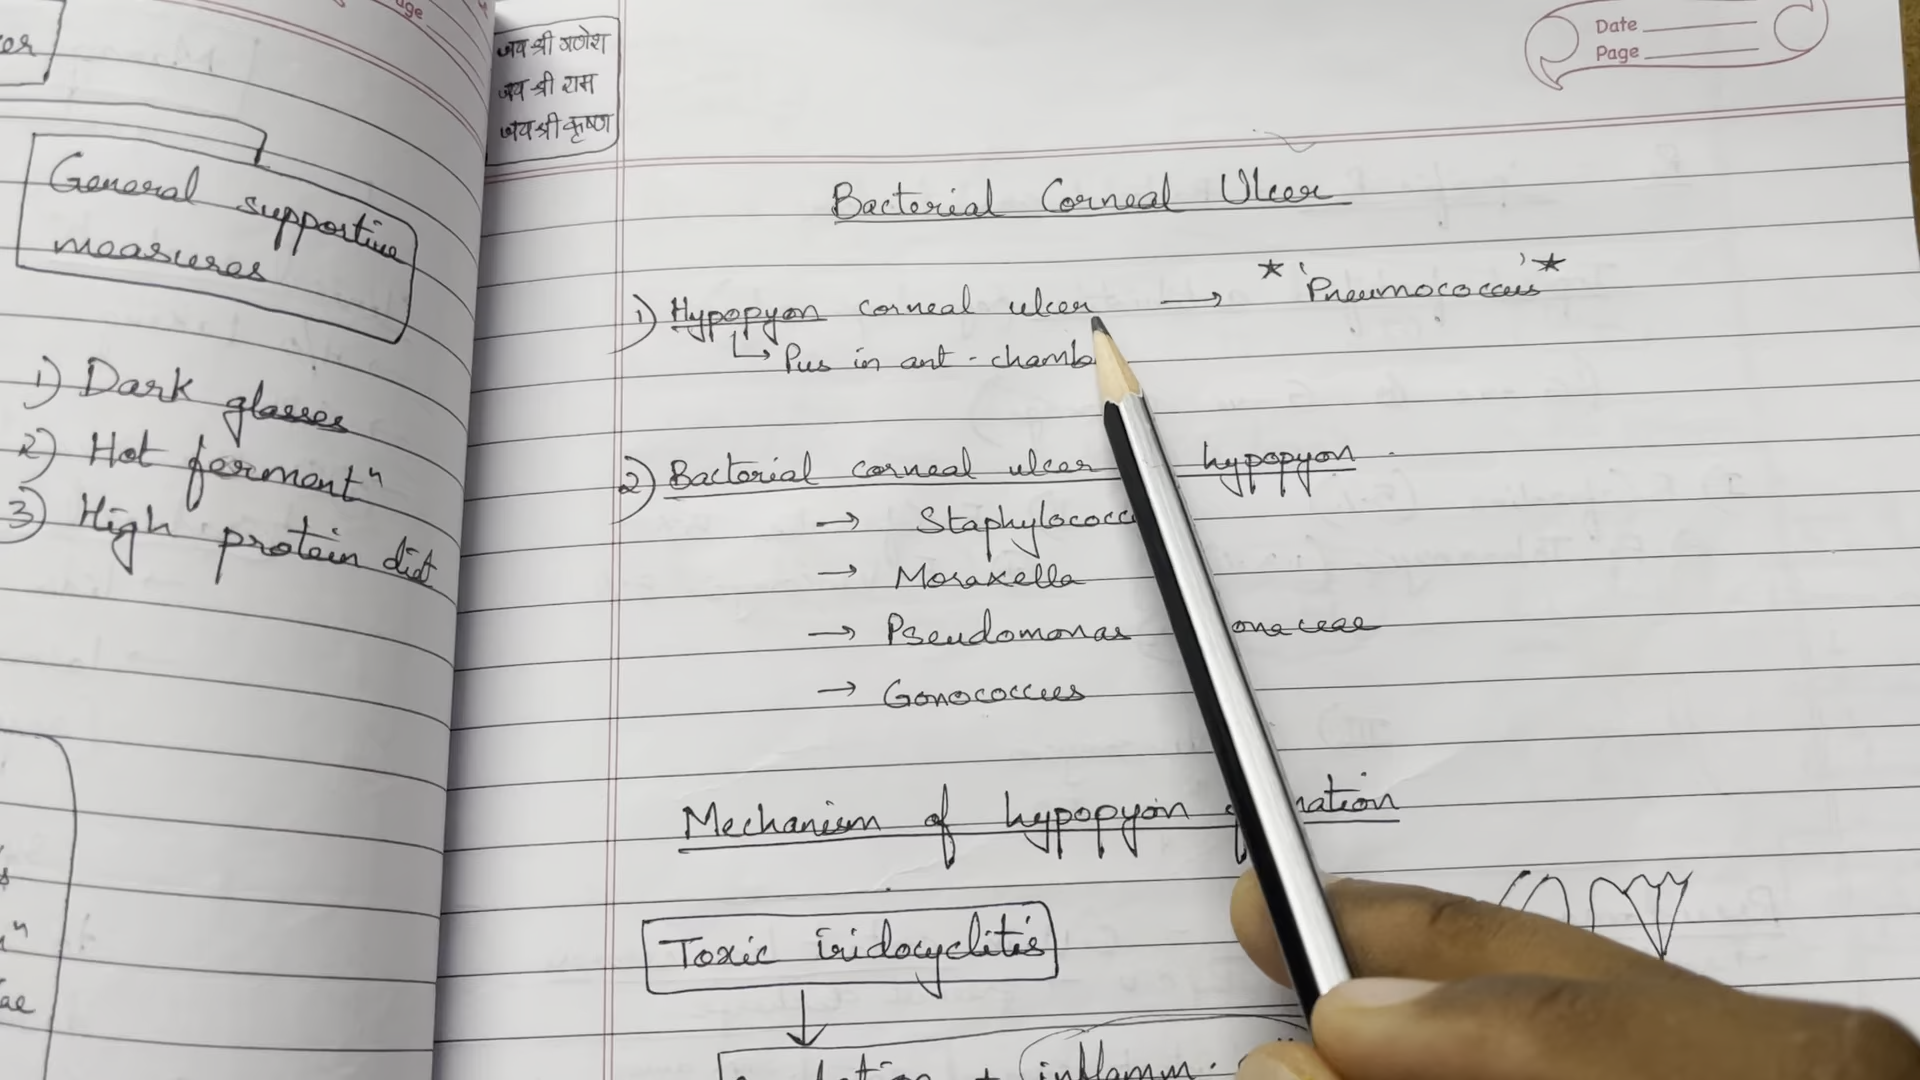 General supportive
measures
1) Dark glasses
2) Hot ferment^n
3) High protein diet
जय श्री गणेश
जय श्री राम
जय श्री कृष्ण
Date
Page
Bacterial Corneal Ulcer
1) Hypopyon corneal ulcer → * 'Pneumococcus' *
↳ Pus in ant - chamb
2) Bacterial corneal ulcer hypopyon
→ Staphylococc
→ Moraxella
→ Pseudomonas
→ Gonococcus
Mechanism of hypopyon
Toxic iridocyclitis
+ inflamm.